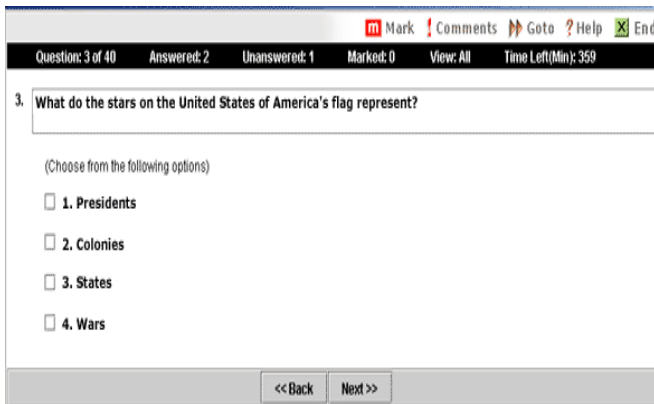 m Mark ! Comments Goto ? Help X End
Question: 3 of 40 Answered: 2 Unanswered: 1 Marked: 0 View: All Time Left(Min): 359
3. What do the stars on the United States of America's flag represent?
(Choose from the following options)
1. Presidents
2. Colonies
3. States
4. Wars
<< Back Next >>